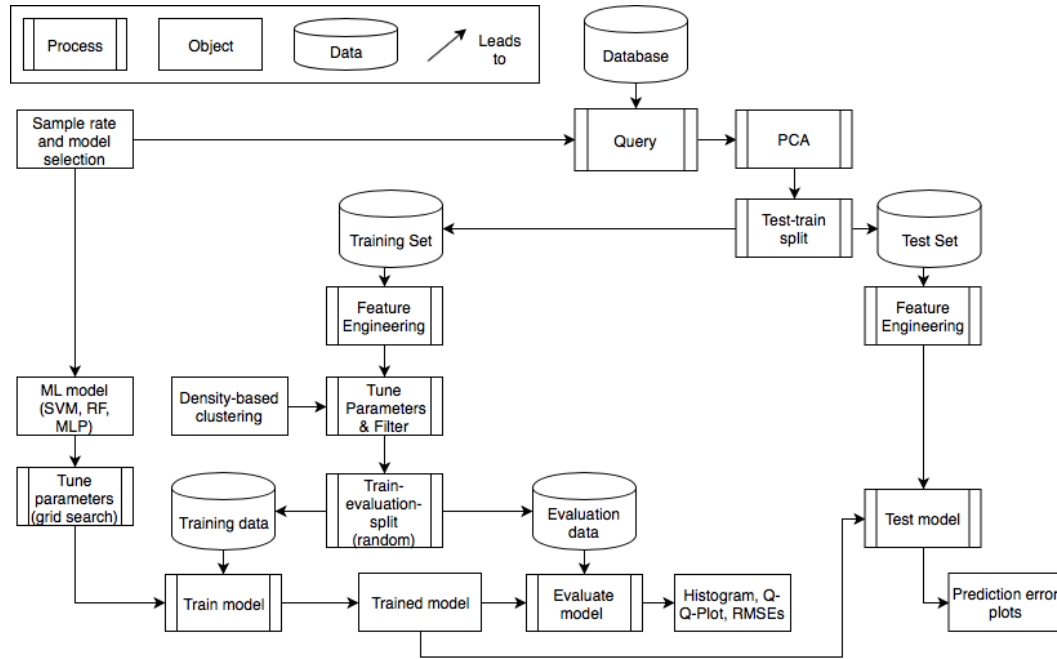 Process
Object
Data
Leads
to
Database
Sample rate
and model
selection
Query
PCA
Training Set
Test-train
split
Test Set
Feature
Engineering
Feature
Engineering
ML model
(SVM, RF,
MLP)
Density-based
clustering
Tune
Parameters
& Filter
Tune
parameters
(grid search)
Training data
Train-
evaluation-
split
(random)
Evaluation
data
Test model
Train model
Trained model
Evaluate
model
Histogram, Q-
Q-Plot, RMSEs
Prediction error
plots